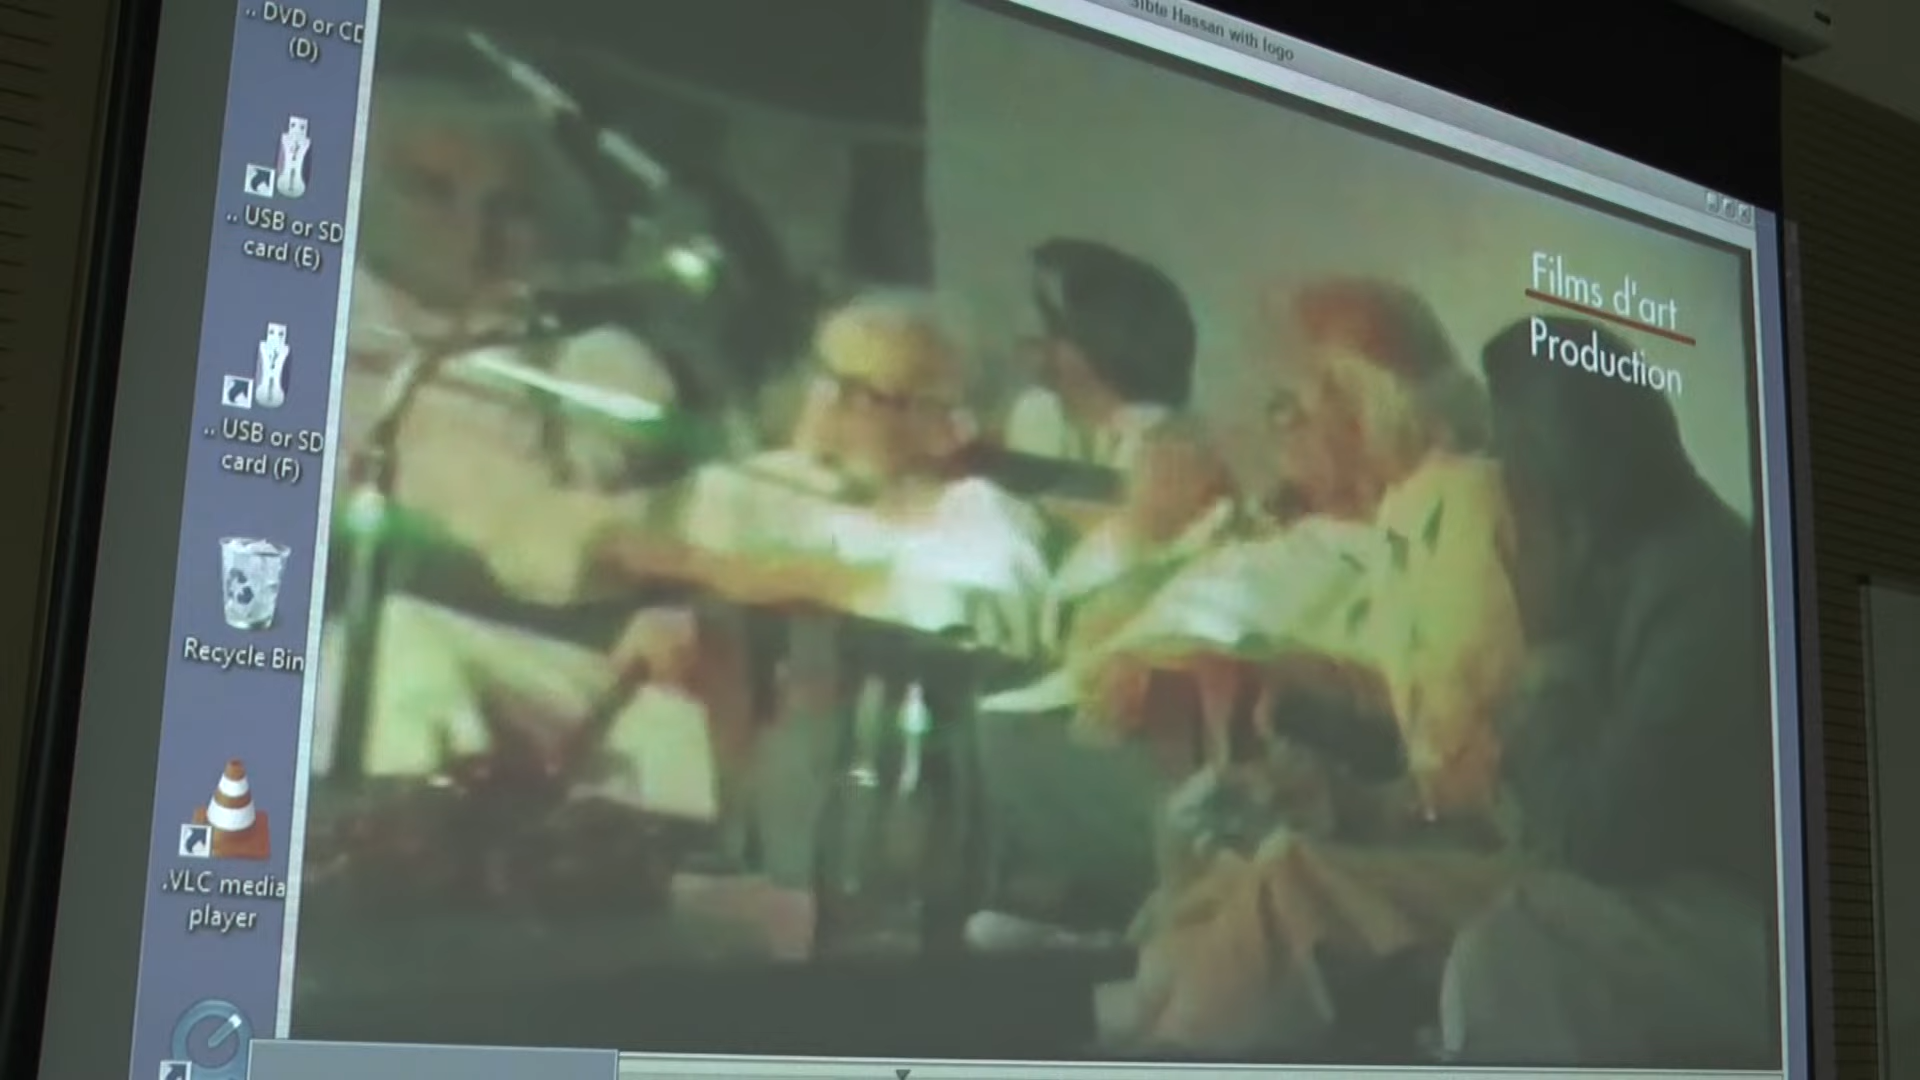 Sibte Hassan with logo
.. DVD or CD
(D)
.. USB or SD
card (E)
.. USB or SD
card (F)
Recycle Bin
.VLC media
player
Films d'art
Production